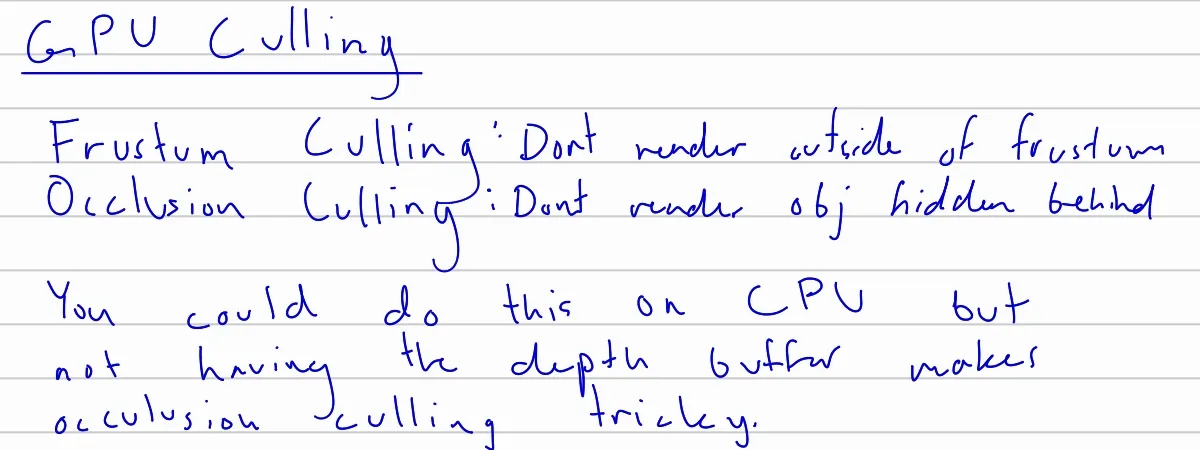 GPU Culling
Frustum Culling: Dont render outside of frustum
Occlusion Culling: Dont render obj hidden behind
You could do this on CPU but
not having the depth buffer makes
occulusion culling tricky.